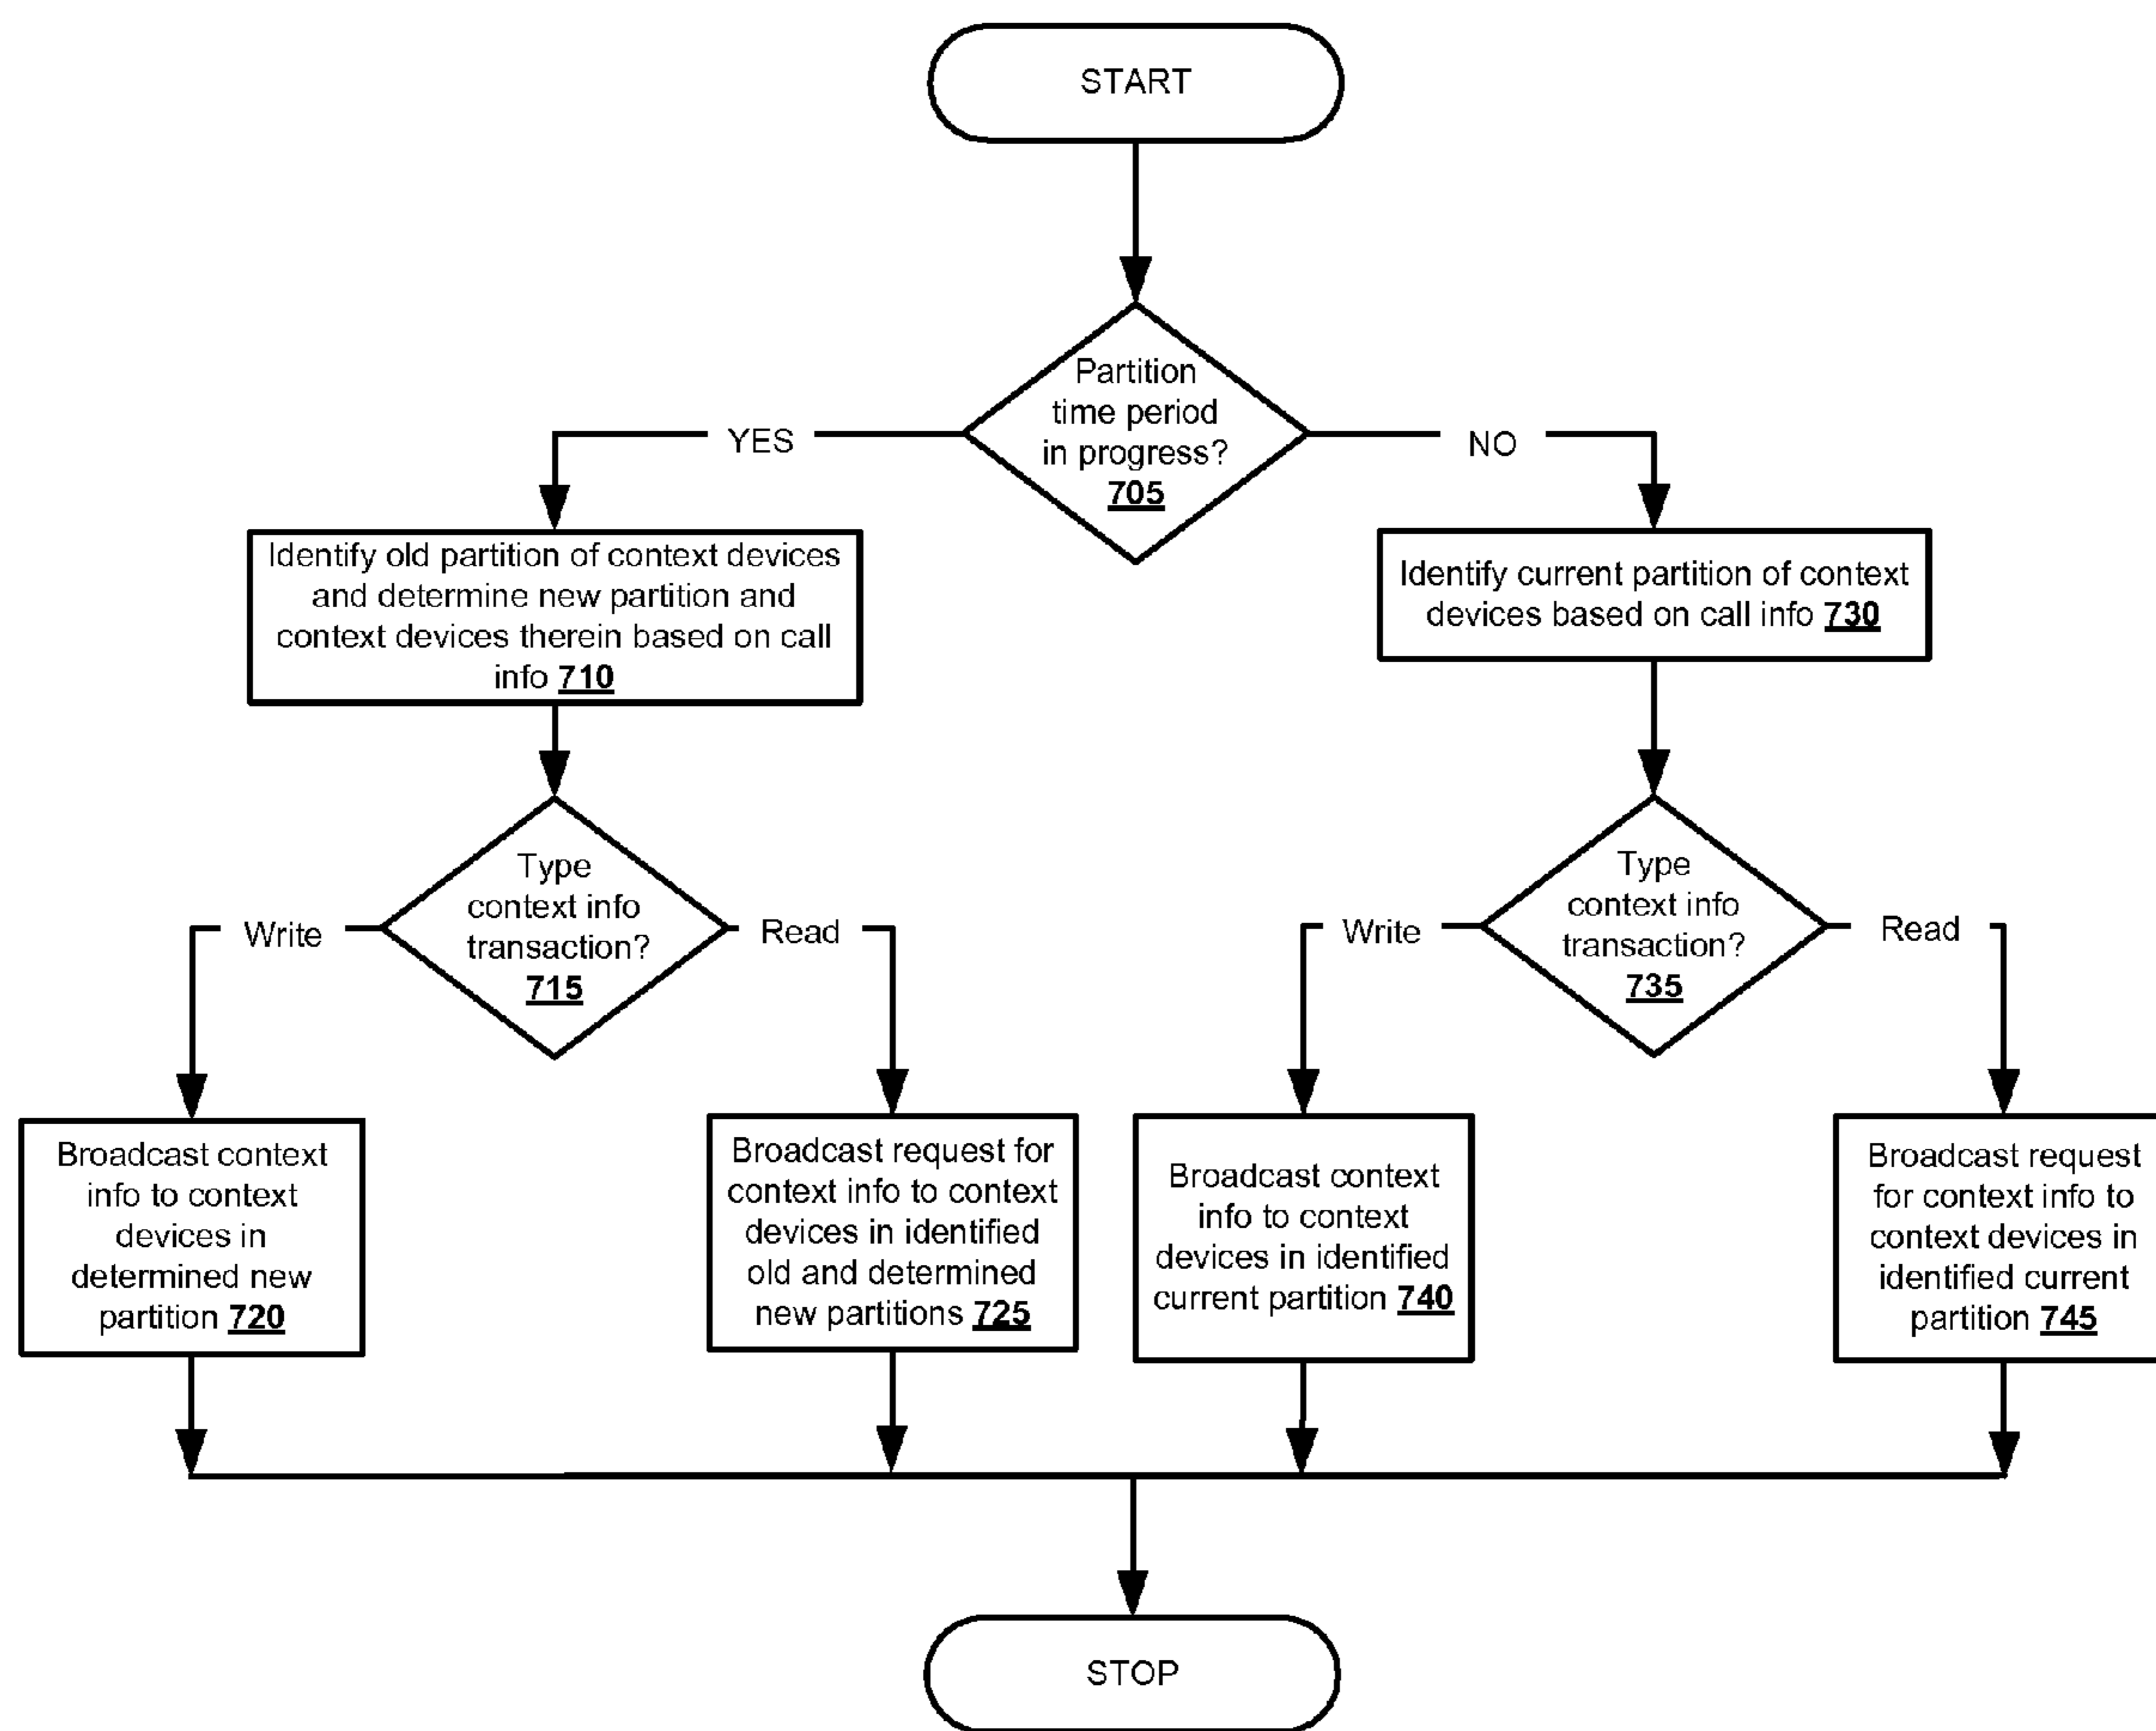 START
Partition
time period
in progress?
705
YES
NO
Identify old partition of context devices
and determine new partition and
context devices therein based on call
info 710
Identify current partition of context
devices based on call info 730
Type
context info
transaction?
715
Write
Read
Type
context info
transaction?
735
Write
Read
Broadcast context
info to context
devices in
determined new
partition 720
Broadcast request for
context info to context
devices in identified
old and determined
new partitions 725
Broadcast context
info to context
devices in identified
current partition 740
Broadcast request
for context info to
context devices in
identified current
partition 745
STOP